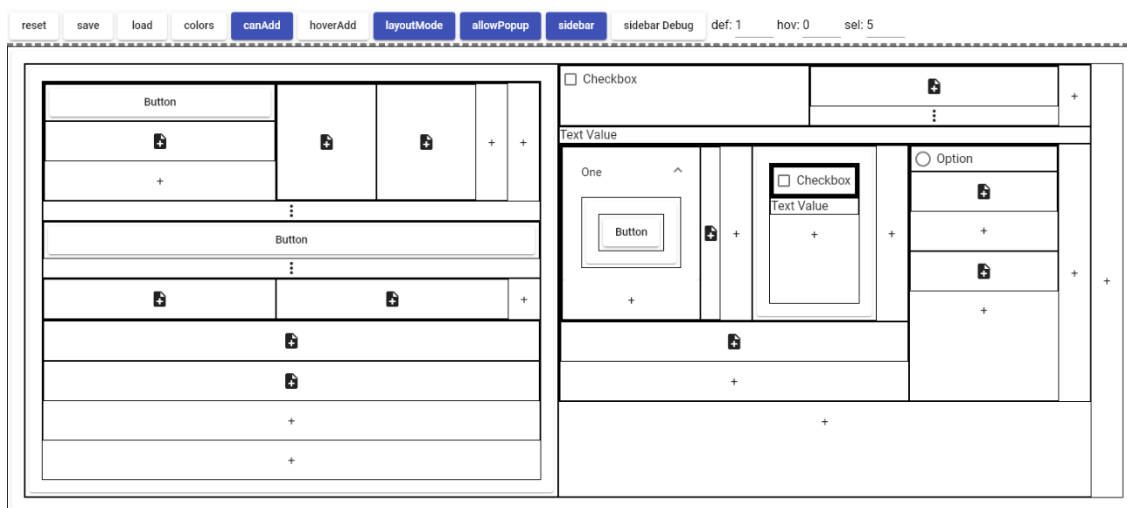 reset save load colors canAdd hoverAdd layoutMode allowPopup sidebar sidebar Debug def: 1 hov: 0 sel: 5
Checkbox
Button
+
Text Value
+ +
One
Option
+
Checkbox
Text Value
Button
+ + + +
Button
+ +
+ +
+
+
+
+
+